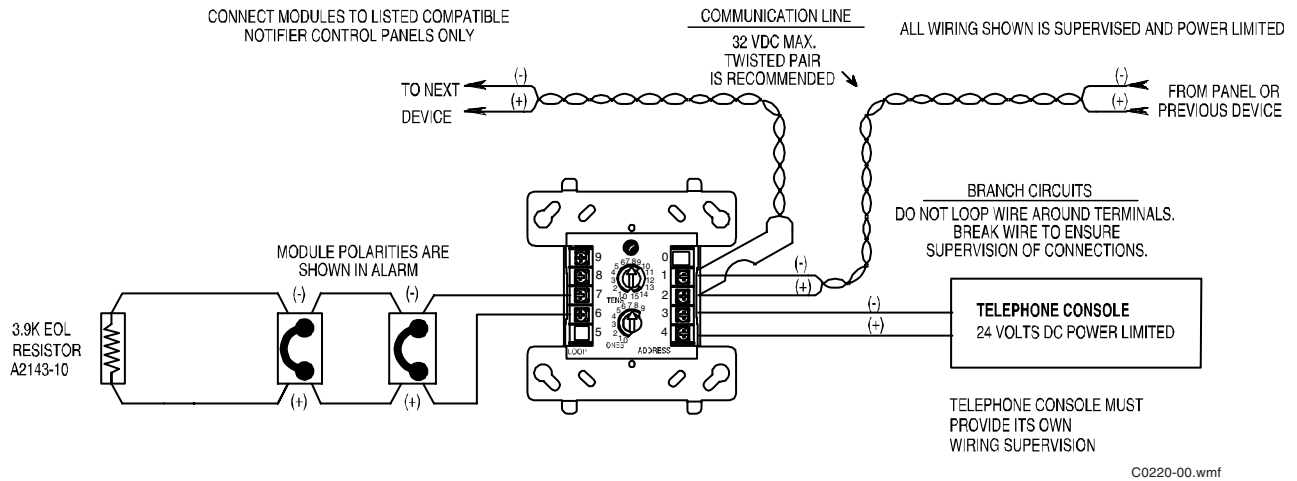 CONNECT MODULES TO LISTED COMPATIBLE
NOTIFIER CONTROL PANELS ONLY
COMMUNICATION LINE
32 VDC MAX.
TWISTED PAIR
IS RECOMMENDED
ALL WIRING SHOWN IS SUPERVISED AND POWER LIMITED
TO NEXT
DEVICE
(-)
(+)
(-)
(+)
FROM PANEL OR
PREVIOUS DEVICE
BRANCH CIRCUITS
DO NOT LOOP WIRE AROUND TERMINALS.
BREAK WIRE TO ENSURE
SUPERVISION OF CONNECTIONS.
MODULE POLARITIES ARE
SHOWN IN ALARM
(-)
(-)
3.9K EOL
RESISTOR
A2143-10
(+)
(+)
9
8
7
6
5
LOOP
TENS
ONES
ADDRESS
0
1
2
3
4
(-)
(+)
(-)
(+)
TELEPHONE CONSOLE
24 VOLTS DC POWER LIMITED
TELEPHONE CONSOLE MUST
PROVIDE ITS OWN
WIRING SUPERVISION
C0220-00.wmf